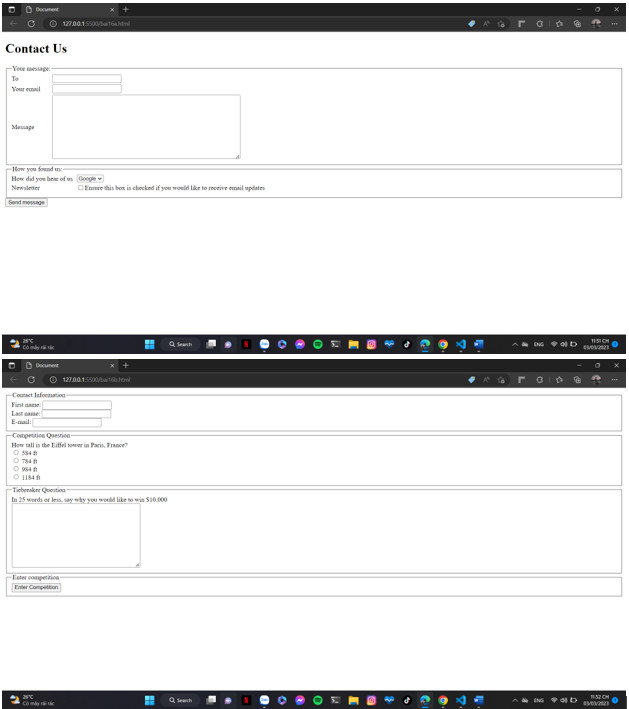 Document
127.0.0.1:5500/bai16a.html
Contact Us
Your message:
To
Your email
Message
How you found us:
How did you hear of us Google
Newsletter Ensure this box is checked if you would like to receive email updates
Send message
26°C
Có mây rải rác
Search
ENG
11:51 CH
03/03/2023
Document
127.0.0.1:5500/bai16b.html
Contact Information
First name:
Last name:
E-mail:
Competition Question
How tall is the Eiffel tower in Paris, France?
584 ft
784 ft
984 ft
1184 ft
Tiebreaker Question
In 25 words or less, say why you would like to win $10.000
Enter competition
Enter Competition
26°C
Có mây rải rác
Search
ENG
11:52 CH
03/03/2023